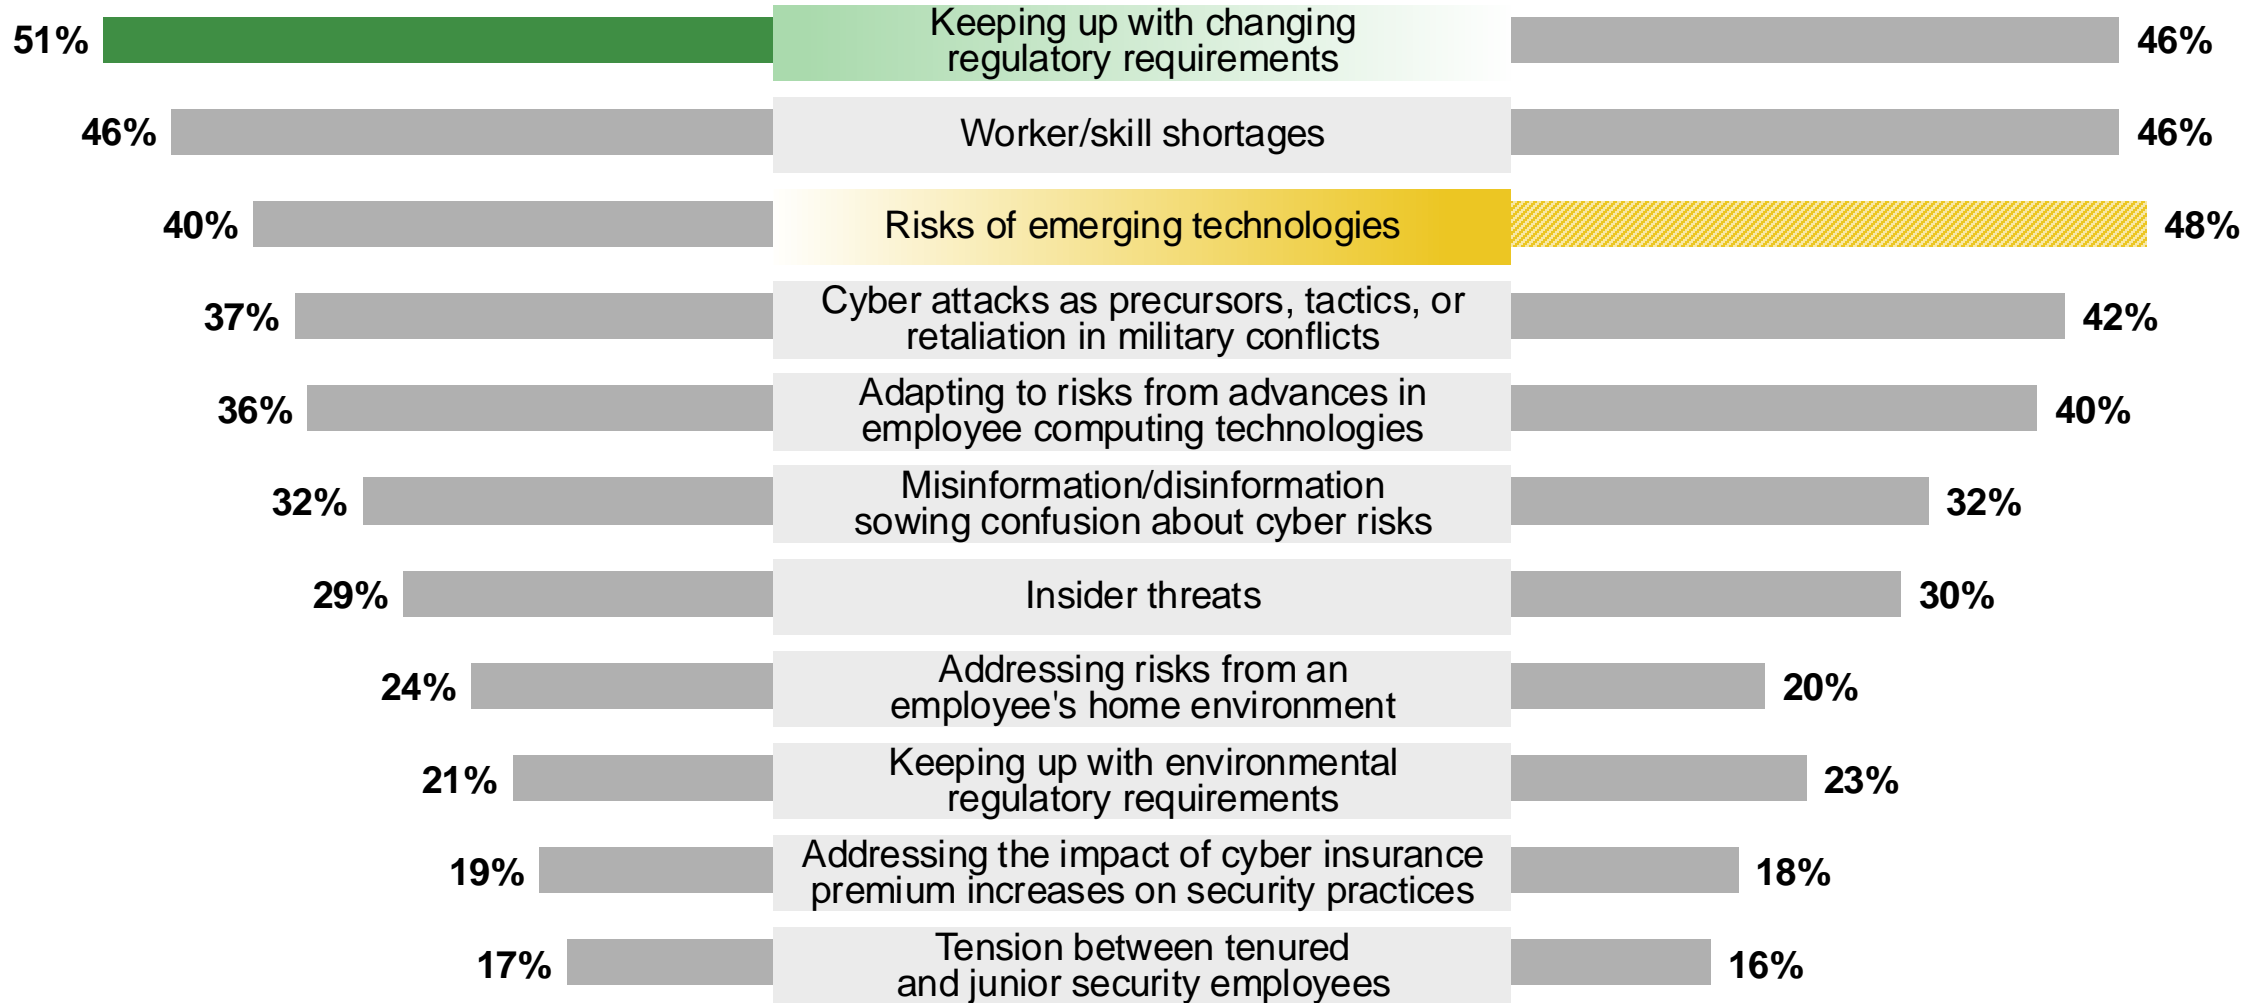 51%
Keeping up with changing
regulatory requirements
46%
46%
Worker/skill shortages
46%
40%
Risks of emerging technologies
48%
37%
Cyber attacks as precursors, tactics, or
retaliation in military conflicts
42%
36%
Adapting to risks from advances in
employee computing technologies
40%
32%
Misinformation/disinformation
sowing confusion about cyber risks
32%
29%
Insider threats
30%
24%
Addressing risks from an
employee's home environment
20%
21%
Keeping up with environmental
regulatory requirements
23%
19%
Addressing the impact of cyber insurance
premium increases on security practices
18%
17%
Tension between tenured
and junior security employees
16%